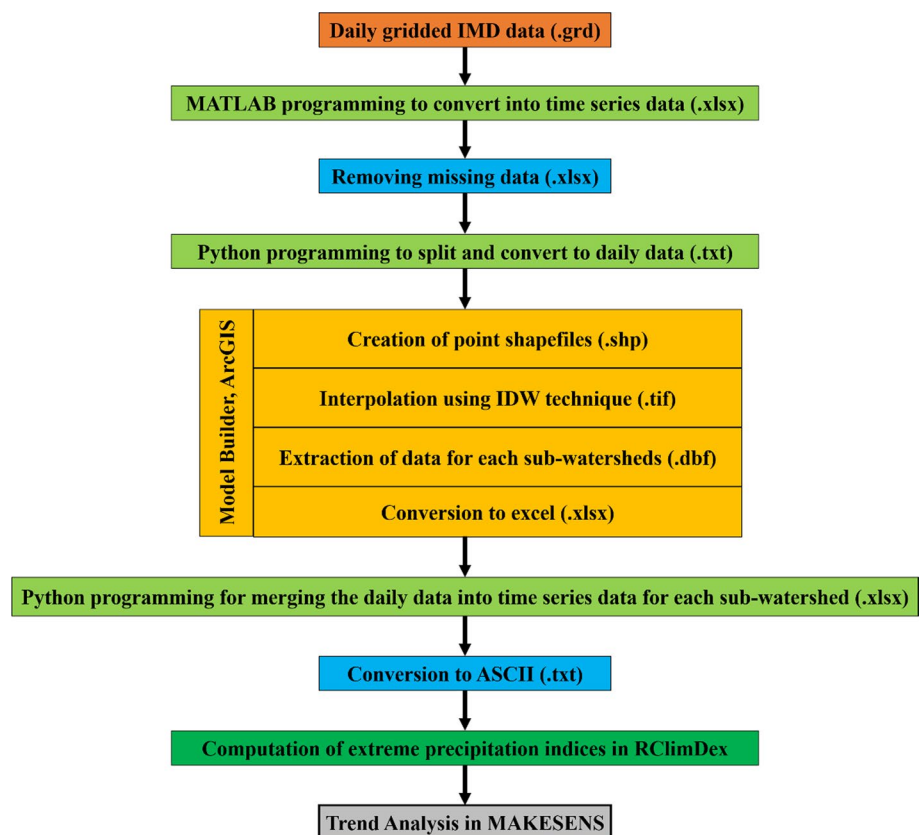 Daily gridded IMD data (.grd)
MATLAB programming to convert into time series data (.xlsx)
Removing missing data (.xlsx)
Python programming to split and convert to daily data (.txt)
Model Builder, ArcGIS
Creation of point shapefiles (.shp)
Interpolation using IDW technique (.tif)
Extraction of data for each sub-watersheds (.dbf)
Conversion to excel (.xlsx)
Python programming for merging the daily data into time series data for each sub-watershed (.xlsx)
Conversion to ASCII (.txt)
Computation of extreme precipitation indices in RClimDex
Trend Analysis in MAKESENS